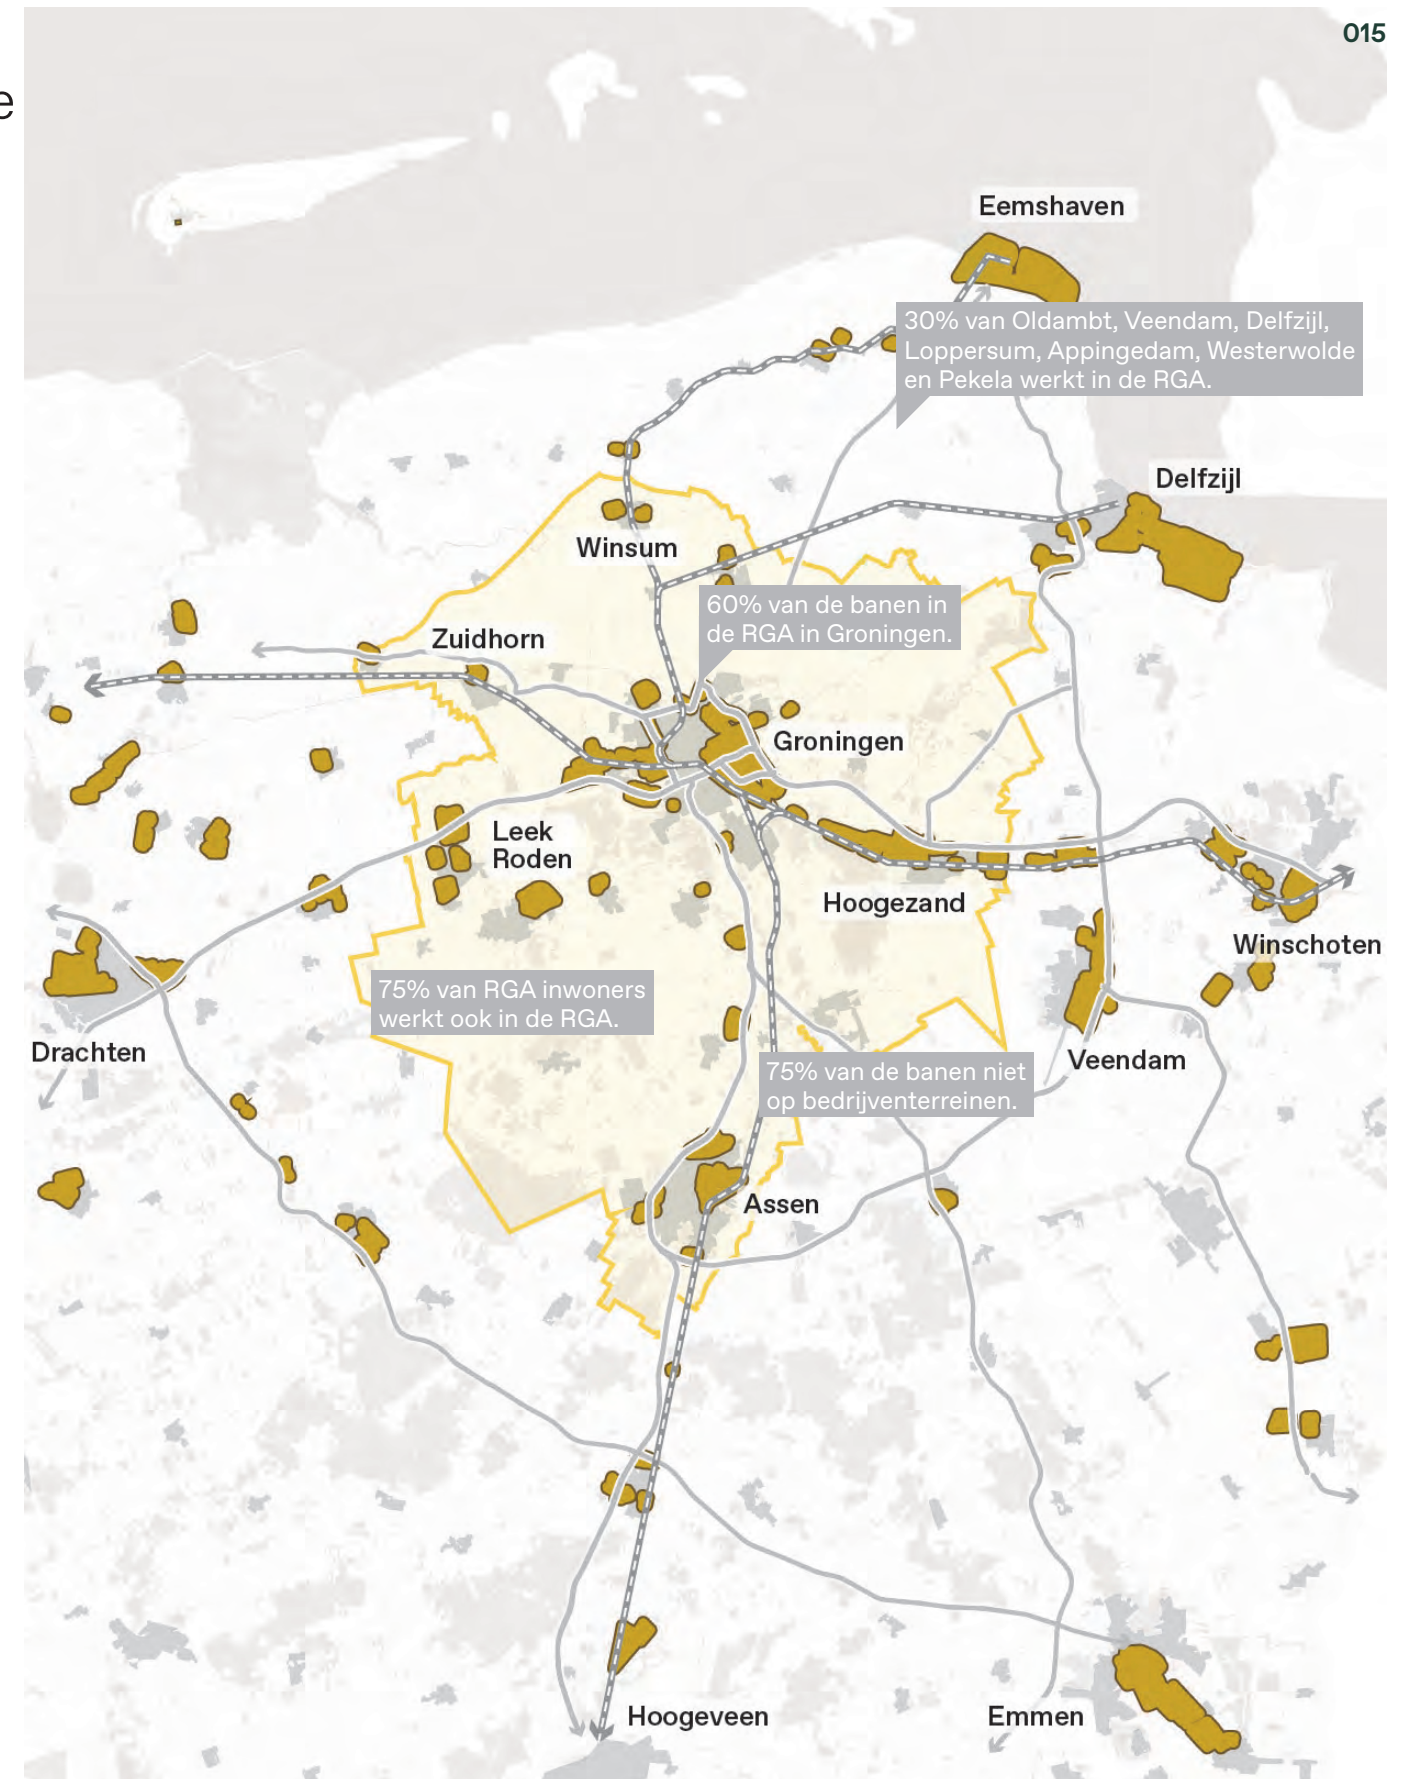 015
e
Eemshaven
30% van Oldambt, Veendam, Delfzijl,
Loppersum, Appingedam, Westerwolde
en Pekela werkt in de RGA.
Delfzijl
Winsum
60% van de banen in
de RGA in Groningen.
Zuidhorn
Groningen
Leek
Roden
Hoogezand
Winschoten
75% van RGA inwoners
werkt ook in de RGA.
Drachten
75% van de banen niet
op bedrijventerreinen.
Veendam
Assen
Hoogeveen
Emmen